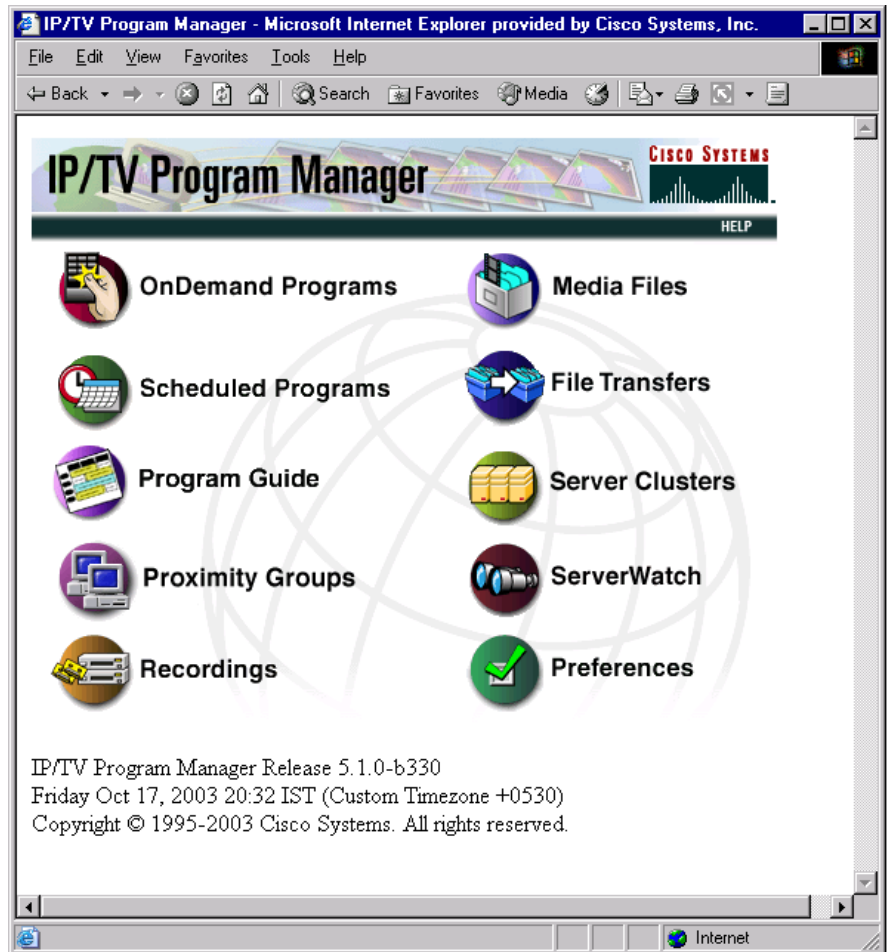 IP/TV Program Manager - Microsoft Internet Explorer provided by Cisco Systems, Inc.
File Edit View Favorites Tools Help
Back Search Favorites Media
IP/TV Program Manager
CISCO SYSTEMS
HELP
OnDemand Programs
Media Files
Scheduled Programs
File Transfers
Program Guide
Server Clusters
Proximity Groups
ServerWatch
Recordings
Preferences
IP/TV Program Manager Release 5.1.0-b330
Friday Oct 17, 2003 20:32 IST (Custom Timezone +0530)
Copyright © 1995-2003 Cisco Systems. All rights reserved.
Internet